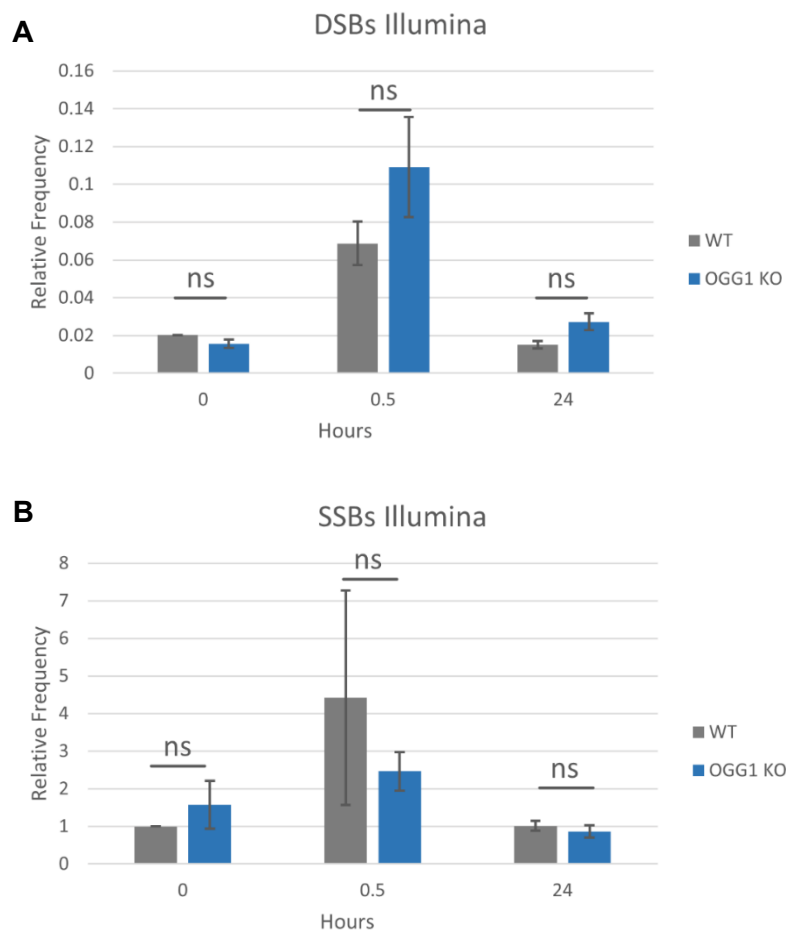 A
DSBs Illumina
0.16
0.14
0.12
0.1
0.08
0.06
0.04
0.02
0
Relative Frequency
ns
ns
ns
0
0.5
24
Hours
WT
OGG1 KO
B
SSBs Illumina
8
7
6
5
4
3
2
1
0
Relative Frequency
ns
ns
ns
0
0.5
24
Hours
WT
OGG1 KO